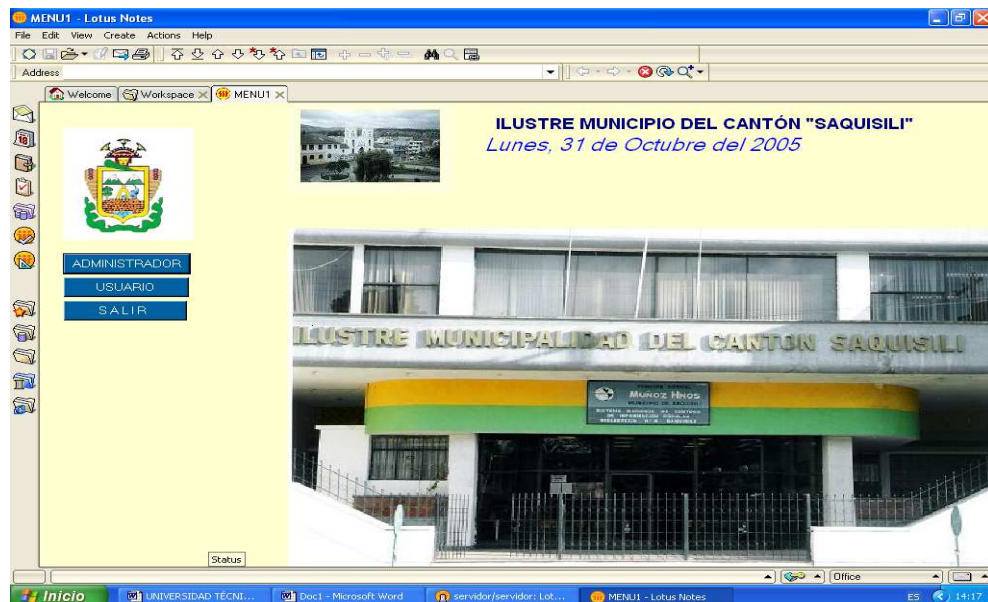 MENU1 - Lotus Notes
File Edit View Create Actions Help
Address
Welcome Workspace MENU1
ILUSTRE MUNICIPIO DEL CANTÓN "SAQUISILI"
Lunes, 31 de Octubre del 2005
ADMINISTRADOR
USUARIO
S A L I R
ILUSTRE MUNICIPALIDAD DEL CANTON SAQUISILI
MUÑOZ HNOS
Status
Office
Inicio UNIVERSIDAD TÉCNI... Doc1 - Microsoft Word servidor/servidor: Lot... MENU1 - Lotus Notes ES 14:17